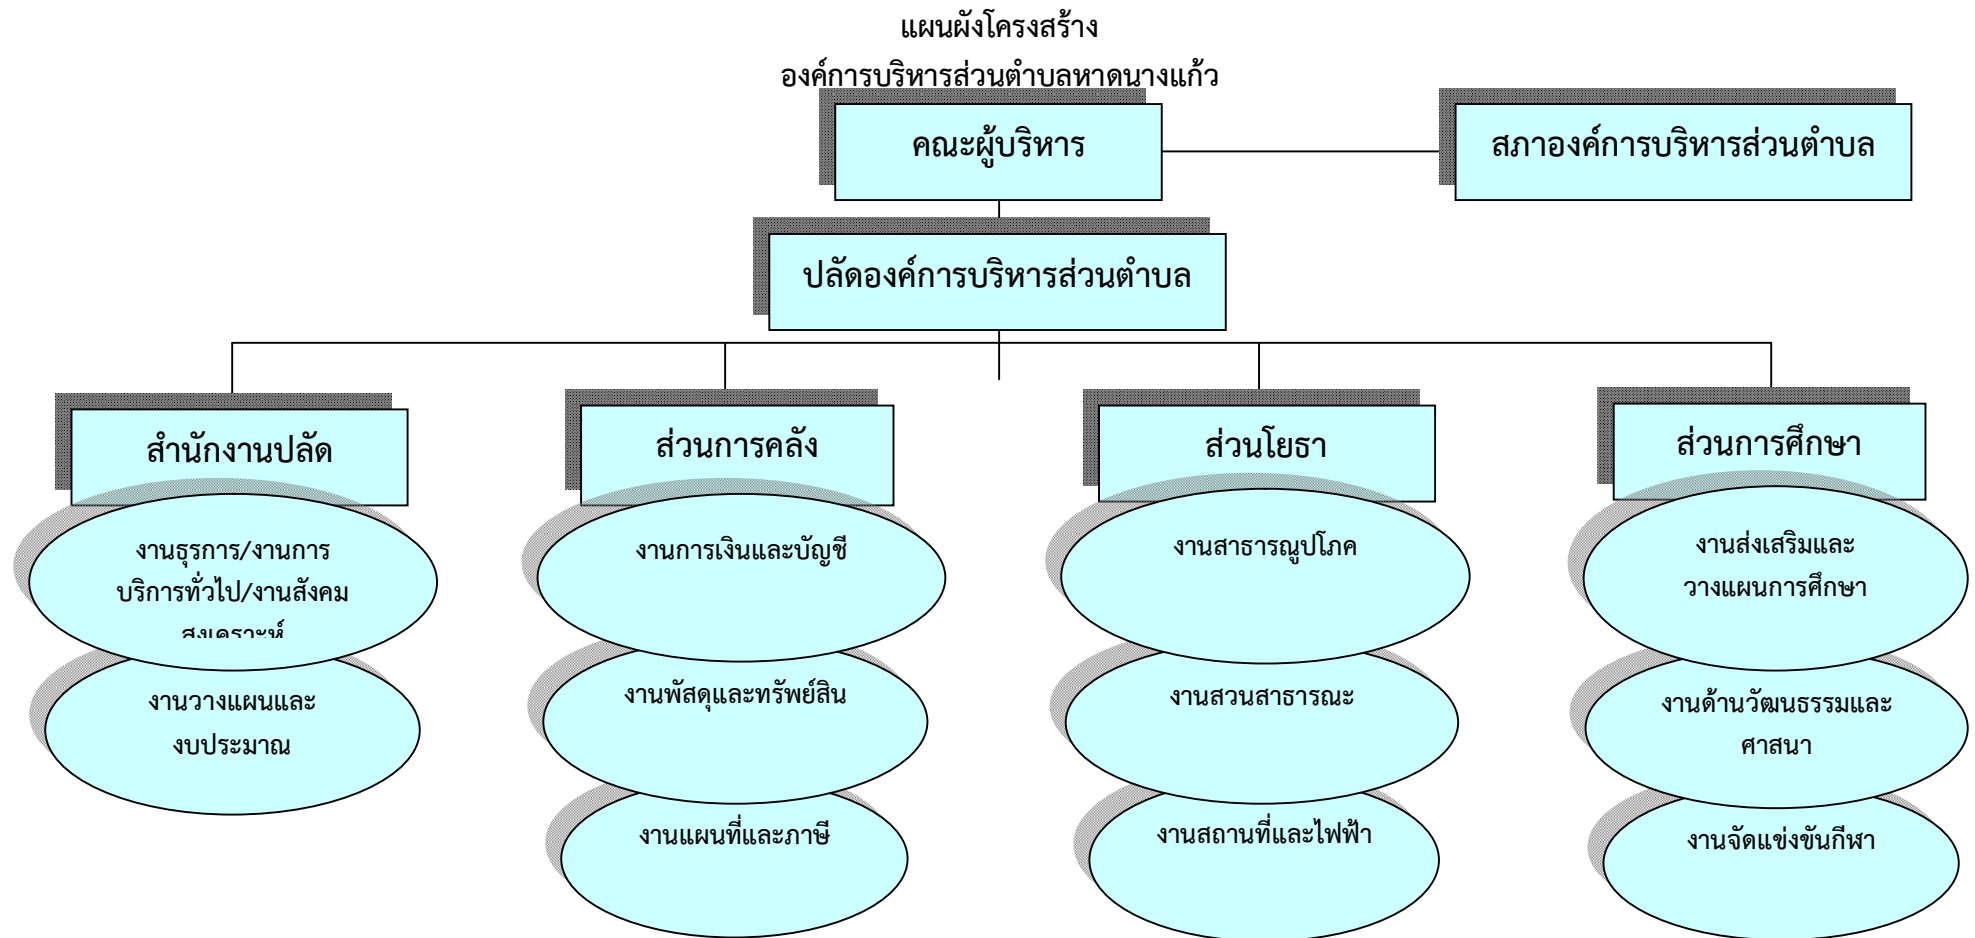 แผนผังโครงสร้าง
องค์การบริหารส่วนตำบลหาดนางแก้ว
คณะผู้บริหาร
สภาองค์การบริหารส่วนตำบล
ปลัดองค์การบริหารส่วนตำบล
สำนักงานปลัด
งานธุรการ/งานการ
บริการทั่วไป/งานสังคม
สงเคราะห์
งานวางแผนและ
งบประมาณ
ส่วนการคลัง
งานการเงินและบัญชี
งานพัสดุและทรัพย์สิน
งานแผนที่และภาษี
ส่วนโยธา
งานสาธารณูปโภค
งานสวนสาธารณะ
งานสถานที่และไฟฟ้า
ส่วนการศึกษา
งานส่งเสริมและ
วางแผนการศึกษา
งานด้านวัฒนธรรมและ
ศาสนา
งานจัดแข่งขันกีฬา